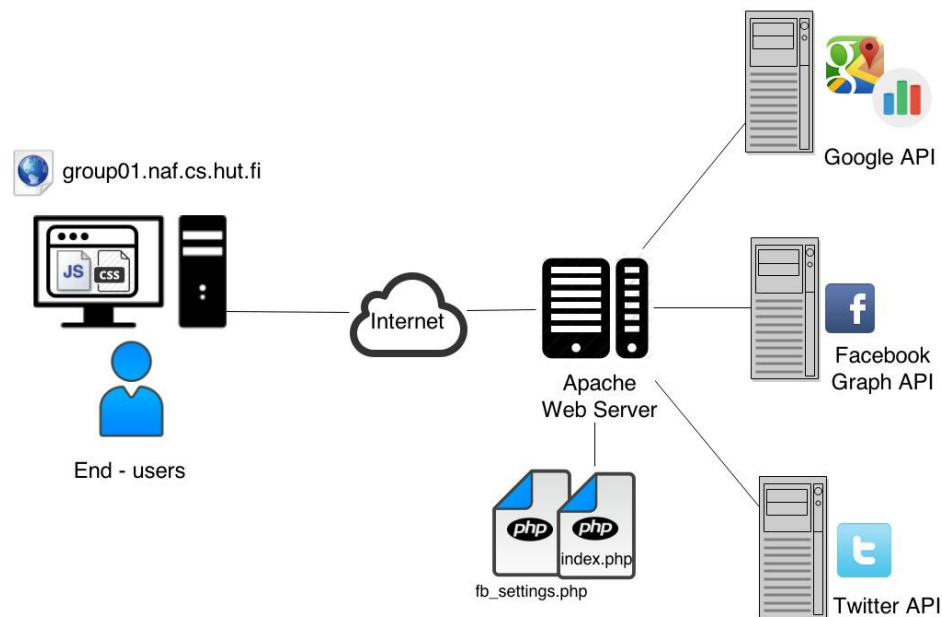 group01.naf.cs.hut.fi
JS
CSS
End - users
Internet
Apache
Web Server
php
php
index.php
fb_settings.php
g
Google API
f
Facebook
Graph API
t
Twitter API